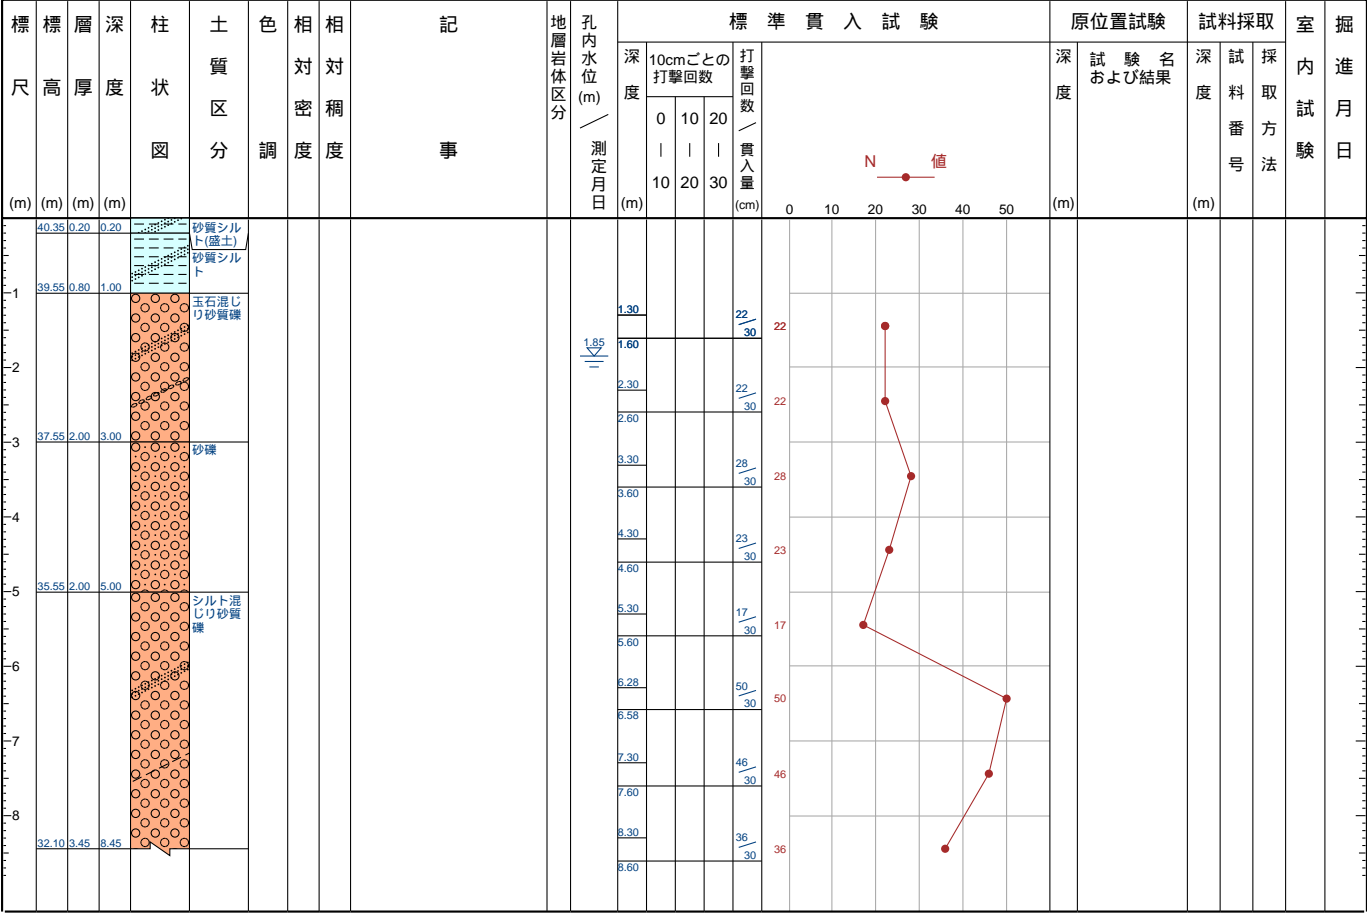 標尺(m)
標高(m)
層厚(m)
深度(m)
柱状図
土質区分
色調
相対密度
相対稠度
記事
地層岩体区分
孔内水位(m)／測定月日
標準貫入試験
深度(m)
10cmごとの
打撃回数
0 10 20
| | |
10 20 30
打撃回数／貫入量(cm)
N 値
0 10 20 30 40 50
原位置試験
深度(m)
試験名
および結果
試料採取
深度(m)
試料番号
採取方法
室内試験
掘進月日
40.35 0.20 0.20
砂質シル
ト(盛土)
砂質シル
ト
39.55 0.80 1.00
1
玉石混じ
り砂質礫
1.30 22/30 22
1.60
1.85
2
2.30 22/30 22
2.60
37.55 2.00 3.00
3
砂礫
3.30 28/30 28
3.60
4
4.30 23/30 23
4.60
35.55 2.00 5.00
5
シルト混
じり砂質
礫
5.30 17/30 17
5.60
6
6.28 50/30 50
6.58
7
7.30 46/30 46
7.60
8
8.30 36/30 36
32.10 3.45 8.45
8.60